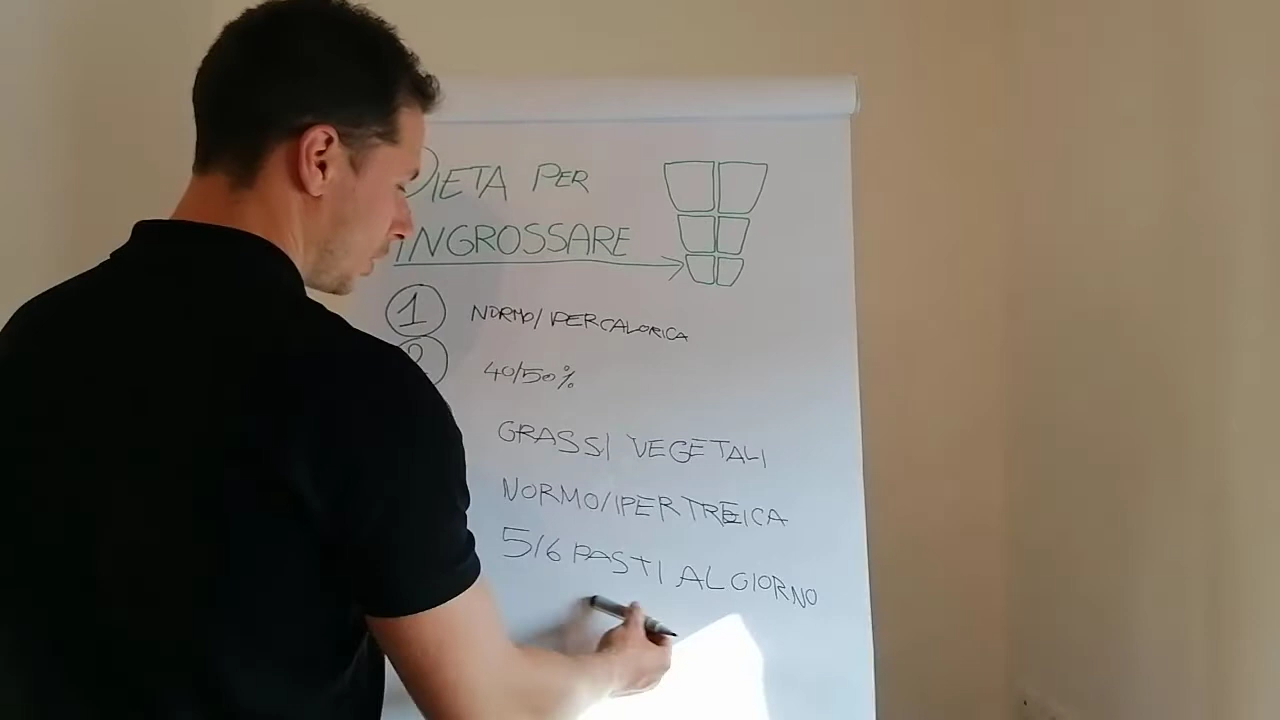 DIETA PER
INGROSSARE
1 NORMO/IPERCALORICA
2 40/50%
GRASSI VEGETALI
NORMO/IPERTREICA
5/6 PASTI AL GIORNO